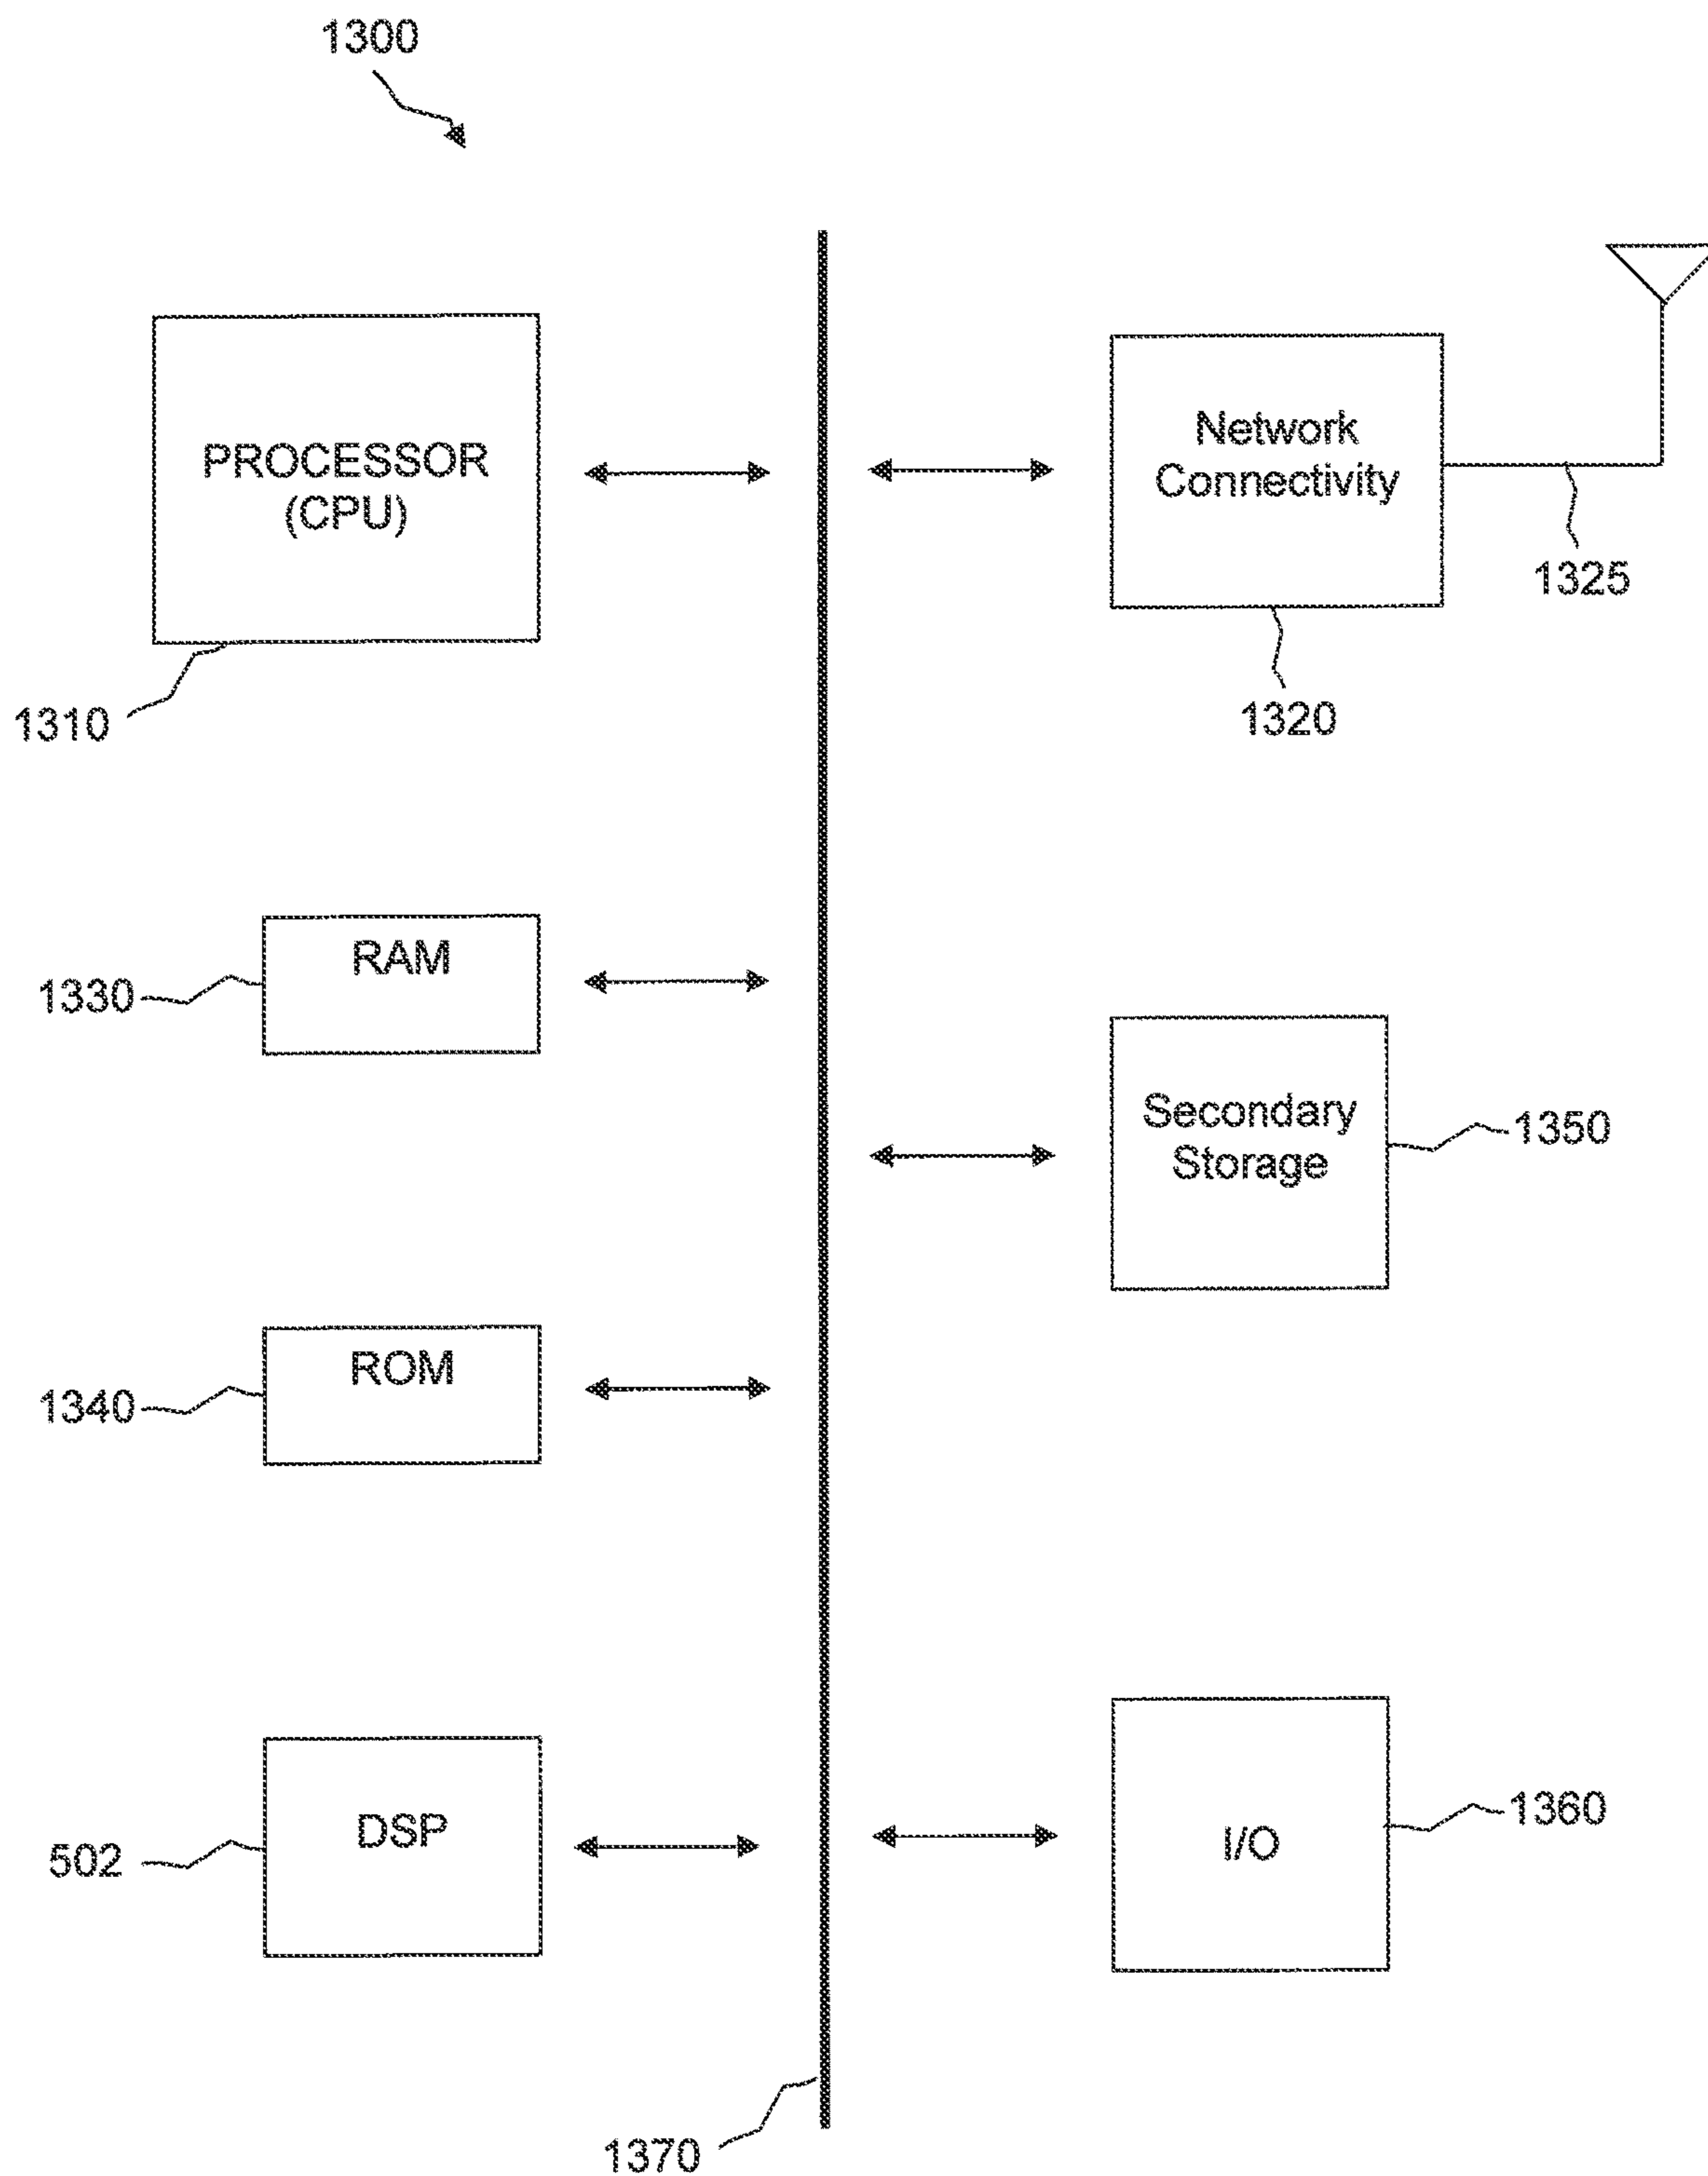 1300
PROCESSOR
(CPU)
1310
Network
Connectivity
1325
1320
RAM
1330
Secondary
Storage
1350
ROM
1340
DSP
502
I/O
1360
1370